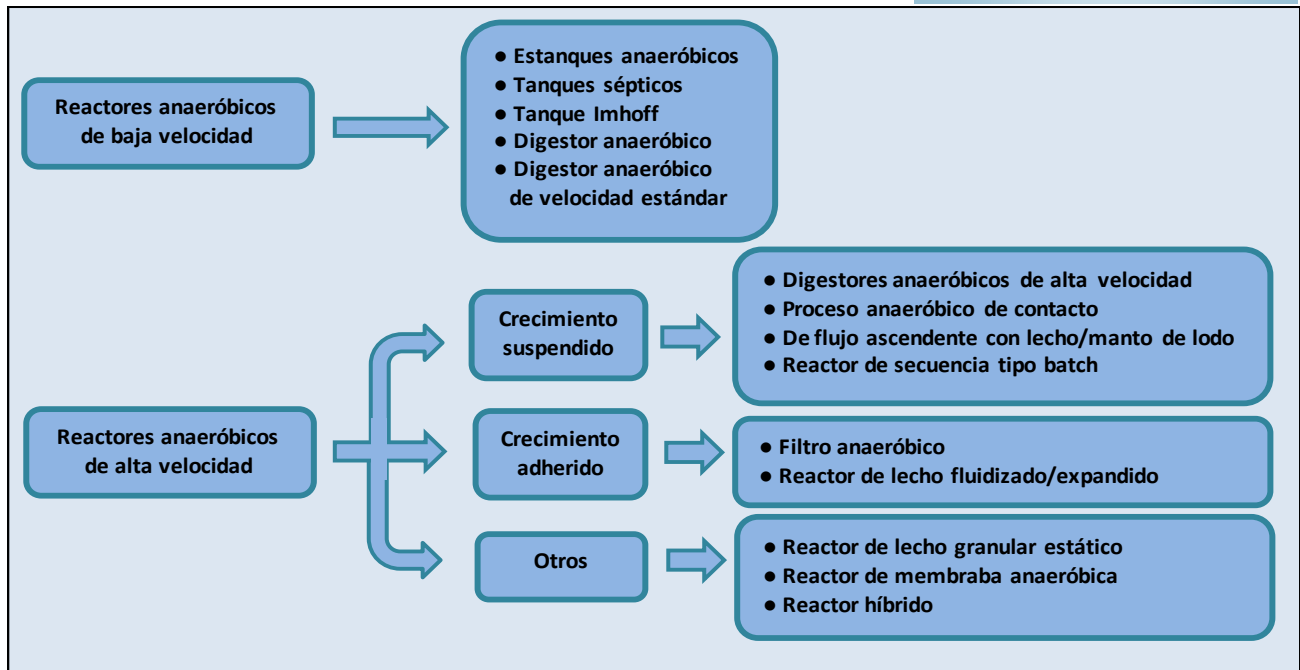 Reactores anaeróbicos
de baja velocidad
● Estanques anaeróbicos
● Tanques sépticos
● Tanque Imhoff
● Digestor anaeróbico
● Digestor anaeróbico
de velocidad estándar
Reactores anaeróbicos
de alta velocidad
Crecimiento
suspendido
● Digestores anaeróbicos de alta velocidad
● Proceso anaeróbico de contacto
● De flujo ascendente con lecho/manto de lodo
● Reactor de secuencia tipo batch
Crecimiento
adherido
● Filtro anaeróbico
● Reactor de lecho fluidizado/expandido
Otros
● Reactor de lecho granular estático
● Reactor de membraba anaeróbica
● Reactor híbrido